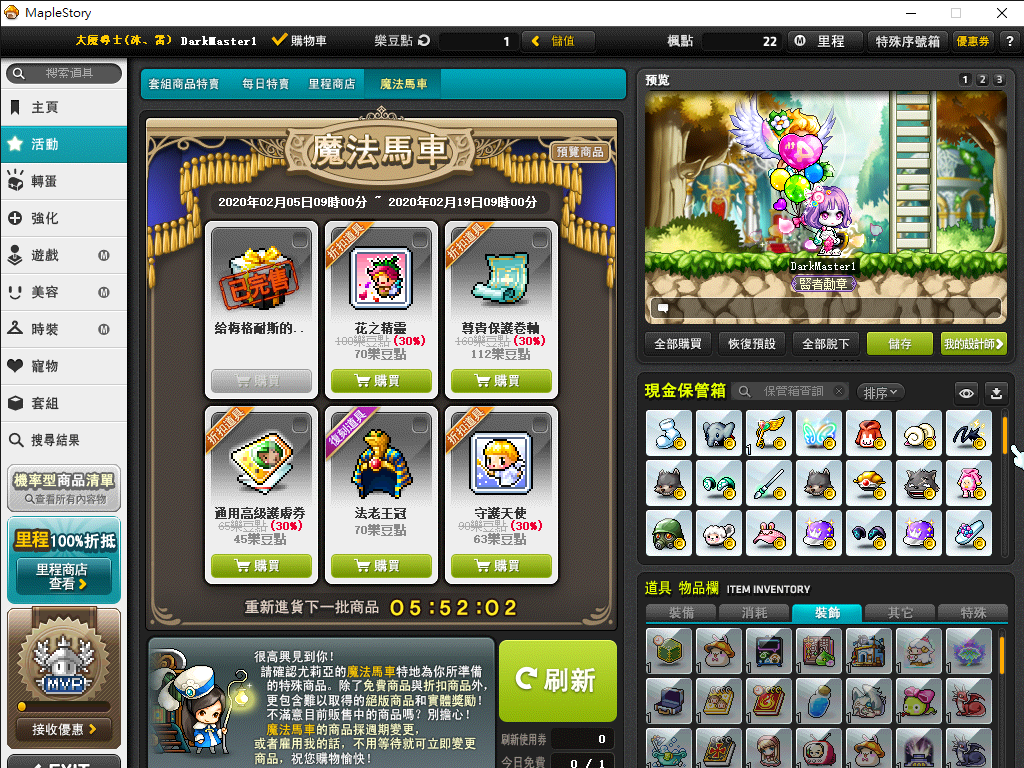 MapleStory
DarkMaster1
購物車
樂豆點
1
儲值
楓點
22
M 里程
特殊序號箱
優惠券
?
搜索道具
主頁
活動
轉蛋
強化
遊戲 M
美容 M
時裝 M
寵物
套組
搜尋結果
機率型商品清單
查看所有內容物
里程100%折抵
里程商店
查看
MVP
接收優惠
EXIT
套組商品特賣
每日特賣
里程商店
魔法馬車
魔法馬車
預覽商品
2020年02月05日09時00分 ~ 2020年02月19日09時00分
已完售
給梅格耐斯的..
購買
折扣道具
花之精靈
100樂豆點 (30%)
70樂豆點
購買
折扣道具
尊貴保護卷軸
160樂豆點 (30%)
112樂豆點
購買
折扣道具
通用高級護膚券
65樂豆點 (30%)
45樂豆點
購買
復刻道具
法老王冠
70樂豆點
購買
折扣道具
守護天使
90樂豆點 (30%)
63樂豆點
購買
重新進貨下一批商品 05:52:02
很高興見到你!
請確認尤莉亞的魔法馬車特地為你所準備
的特殊商品。除了免費商品與折扣商品外,
更包含難以取得的絕版商品和實體獎勵!
不滿意目前販售中的商品嗎? 別擔心!
魔法馬車的商品採週期變更,
或者雇用我的話, 不用等待就可立即變更
商品, 祝您購物愉快!
刷新
刷新使用券 0
今日免費 0 / 1
預覽
1 2 3
DarkMaster1
賢者勳章
全部購買
恢復預設
全部脫下
儲存
我的設計師
現金保管箱
保管箱查詢
排序
道具 物品欄 ITEM INVENTORY
裝備
消耗
裝飾
其它
特殊